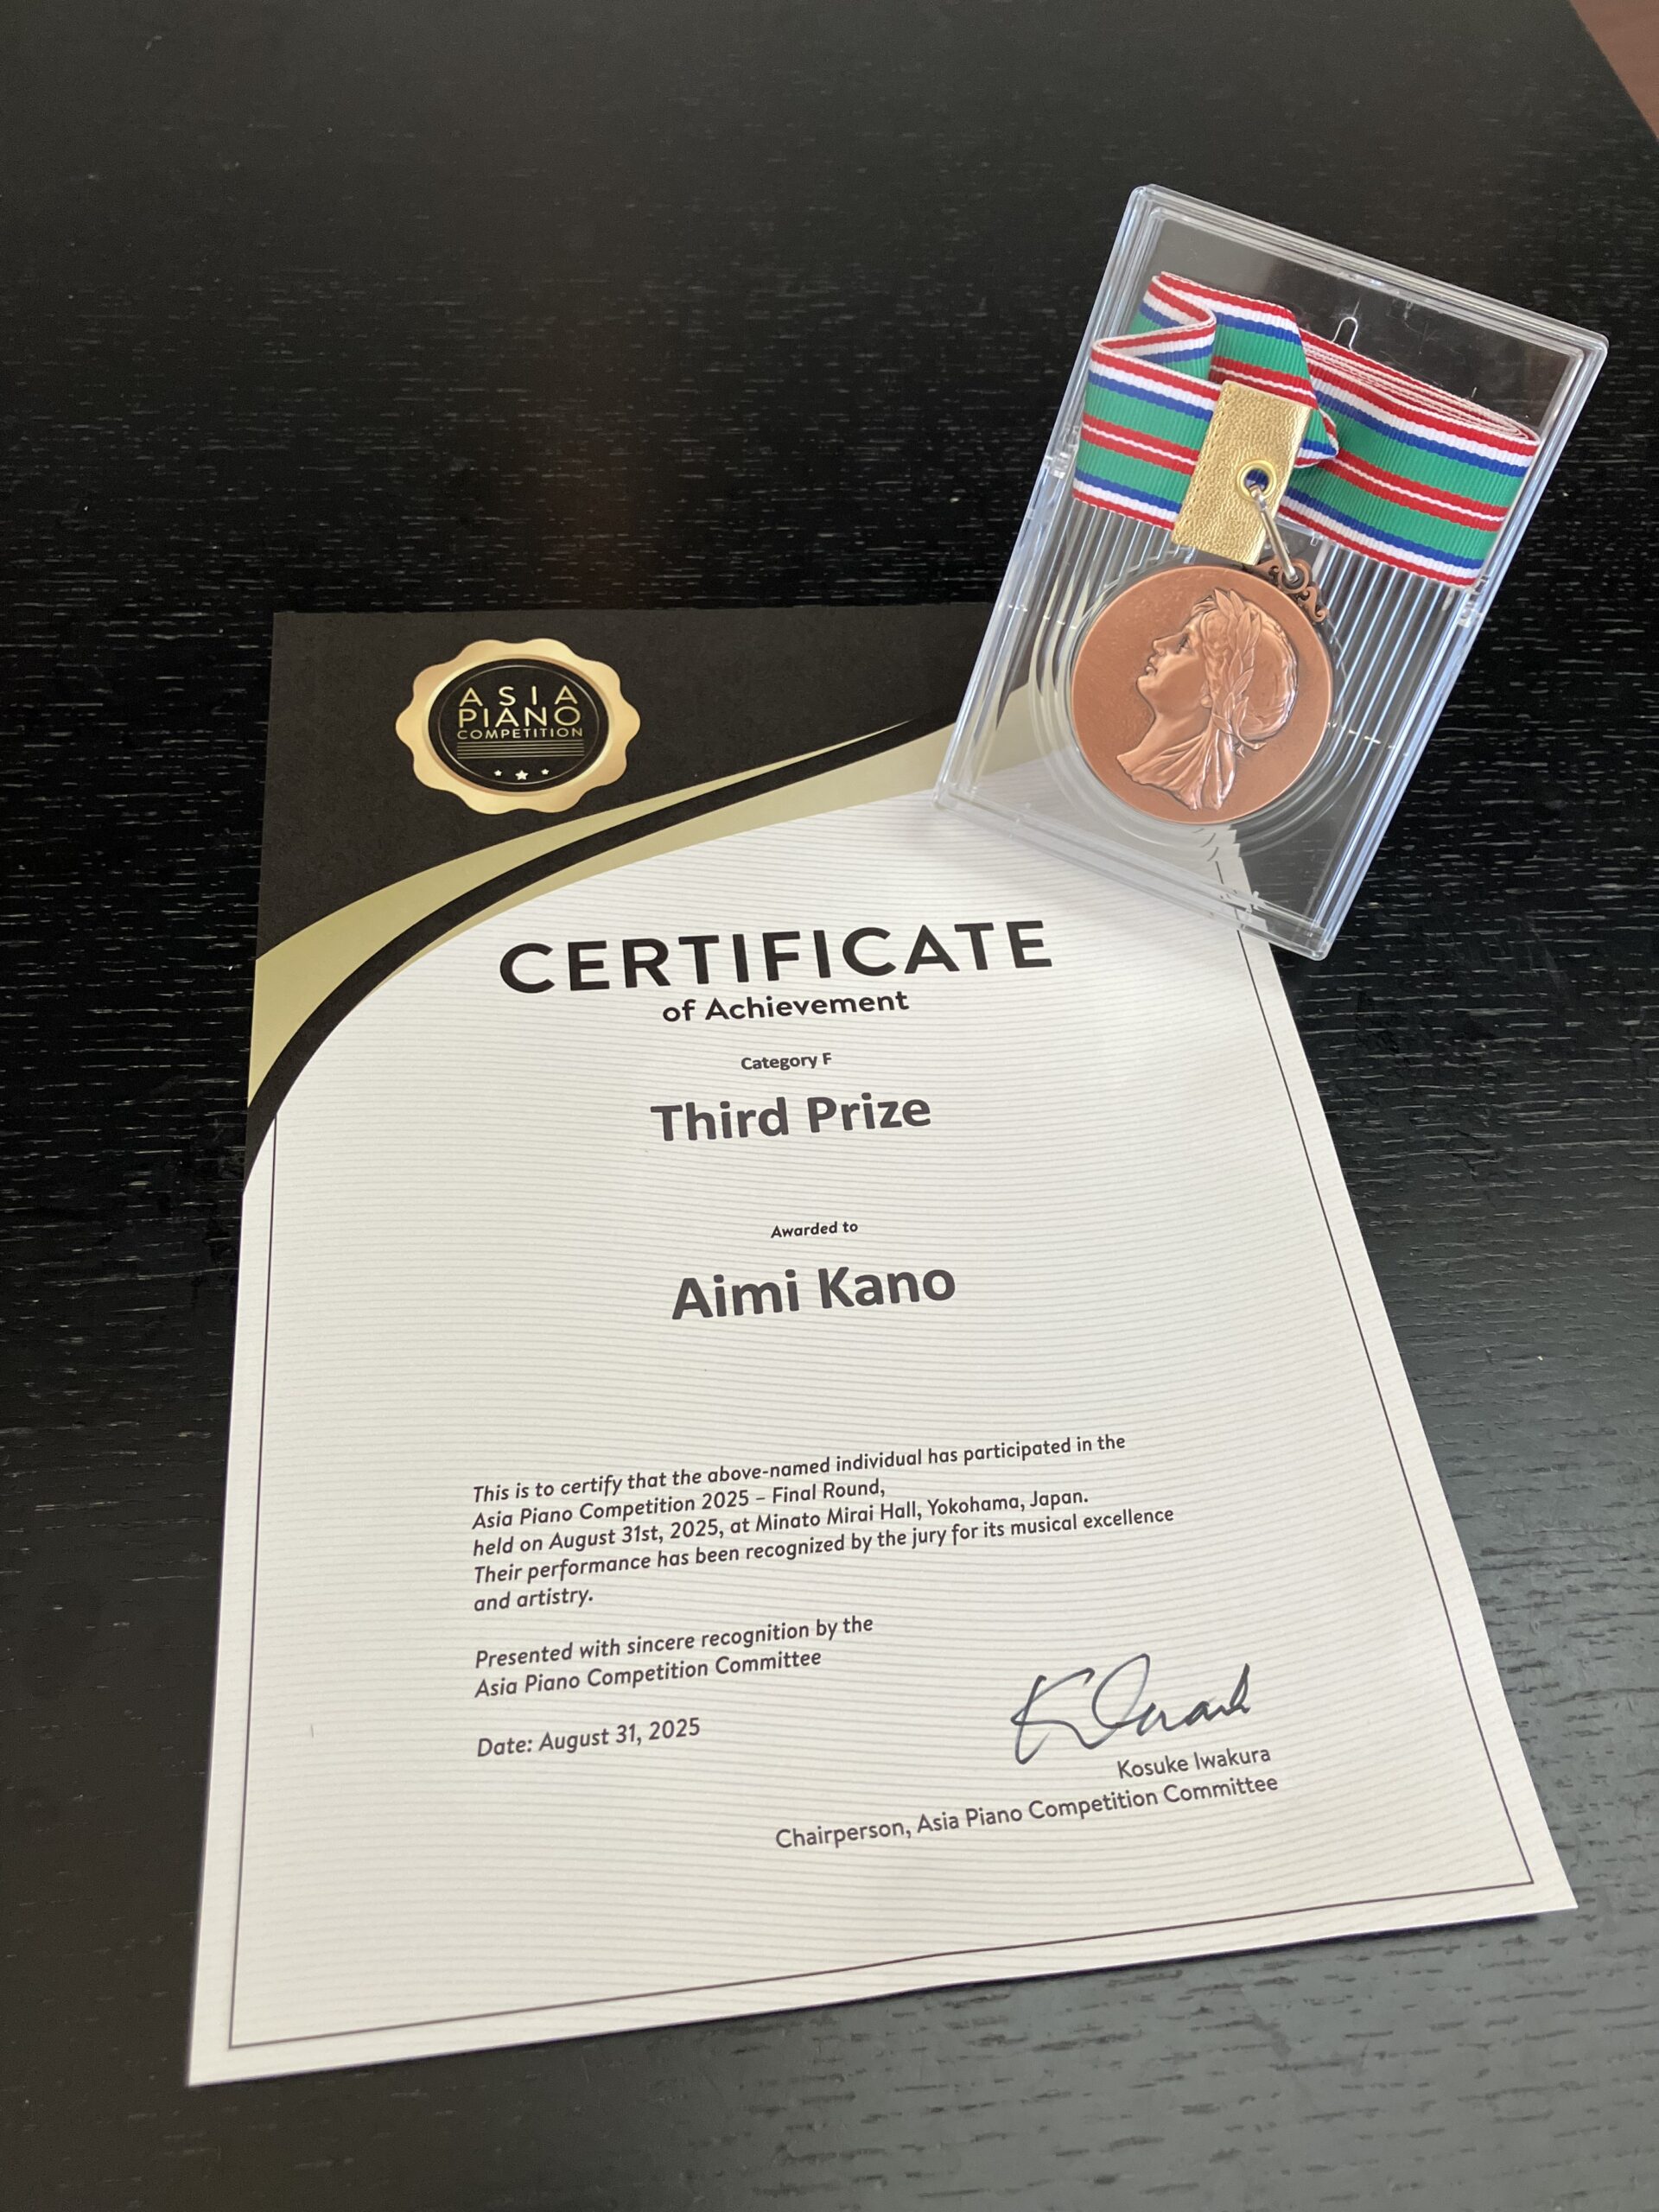 ASIA
PIANO
COMPETITION
CERTIFICATE
of Achievement
Category F
Third Prize
Awarded to
Aimi Kano
This is to certify that the above-named individual has participated in the
Asia Piano Competition 2025 – Final Round,
held on August 31st, 2025, at Minato Mirai Hall, Yokohama, Japan.
Their performance has been recognized by the jury for its musical excellence
and artistry.
Presented with sincere recognition by the
Asia Piano Competition Committee
Date: August 31, 2025
Kosuke Iwakura
Chairperson, Asia Piano Competition Committee